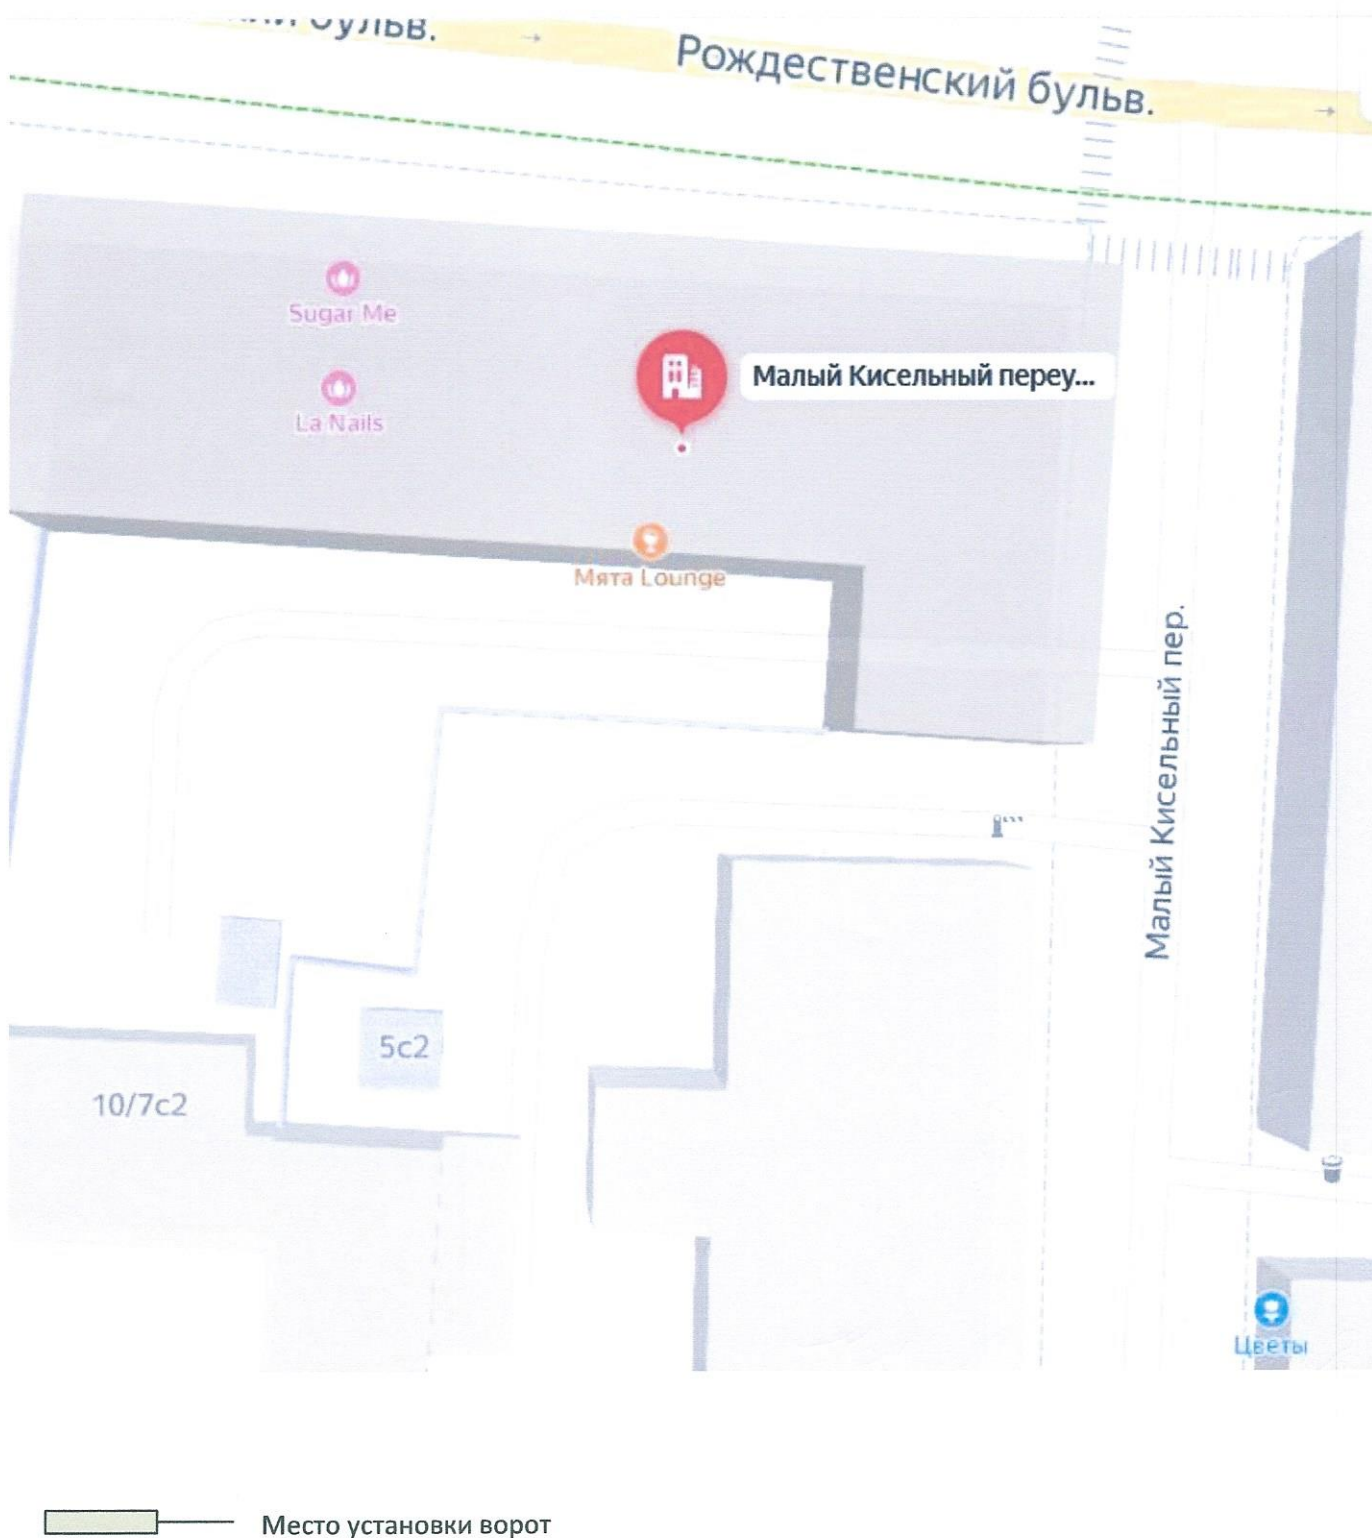 бульв.
Рождественский бульв.
Sugar Me
La Nails
Малый Кисельный переу...
Мята Lounge
Малый Кисельный пер.
5с2
10/7с2
Цветы
Место установки ворот